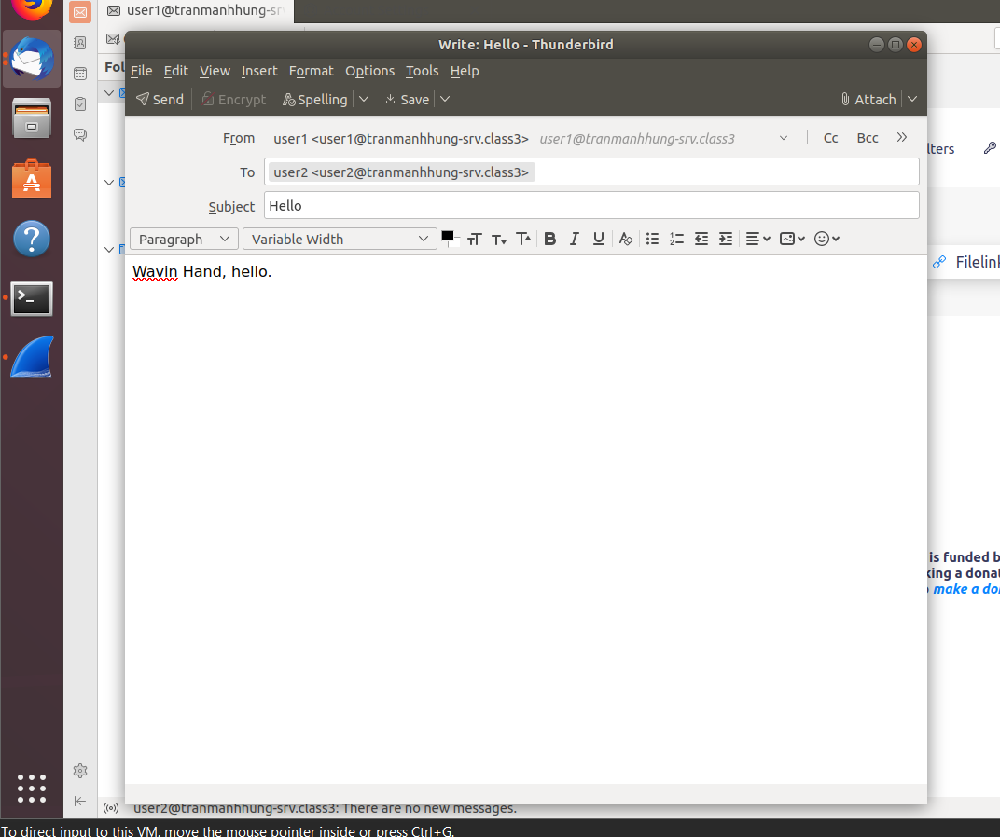 user1@tranmanhhung-sr
Write: Hello - Thunderbird
Fol
File Edit View Insert Format Options Tools Help
Send Encrypt Spelling Save Attach
From user1 <user1@tranmanhhung-srv.class3> user1@tranmanhhung-srv.class3 Cc Bcc
lters
To user2 <user2@tranmanhhung-srv.class3>
Subject Hello
Paragraph Variable Width
Filelink
Wavin Hand, hello.
is funded b
king a donat
make a don
user2@tranmanhhung-srv.class3: There are no new messages.
To direct input to this VM, move the mouse pointer inside or press Ctrl+G.